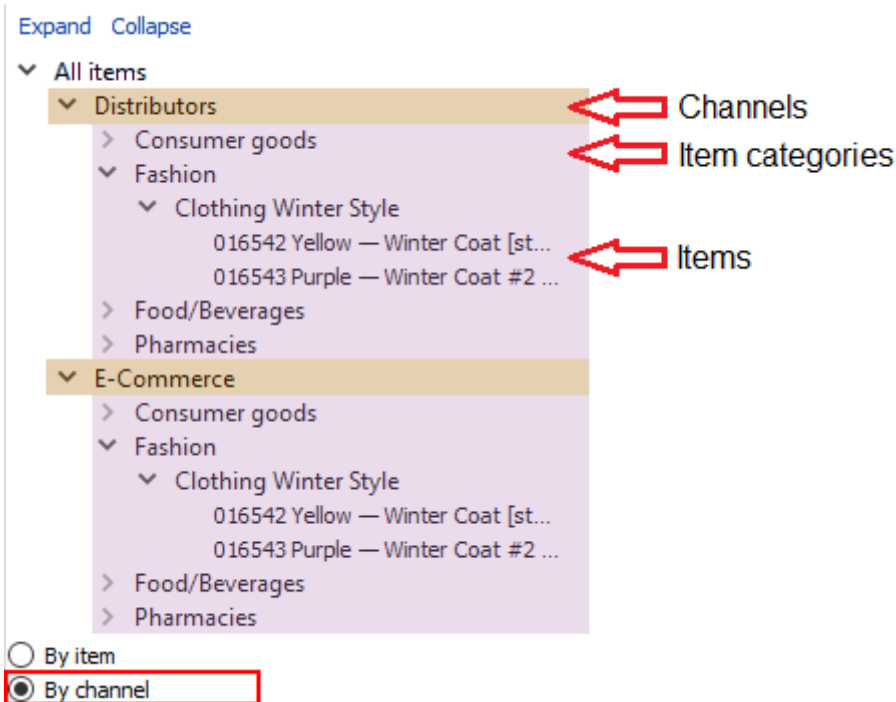 Expand Collapse
All items
Distributors
Channels
Consumer goods
Item categories
Fashion
Clothing Winter Style
016542 Yellow — Winter Coat [st...
Items
016543 Purple — Winter Coat #2 ...
Food/Beverages
Pharmacies
E-Commerce
Consumer goods
Fashion
Clothing Winter Style
016542 Yellow — Winter Coat [st...
016543 Purple — Winter Coat #2 ...
Food/Beverages
Pharmacies
By item
By channel